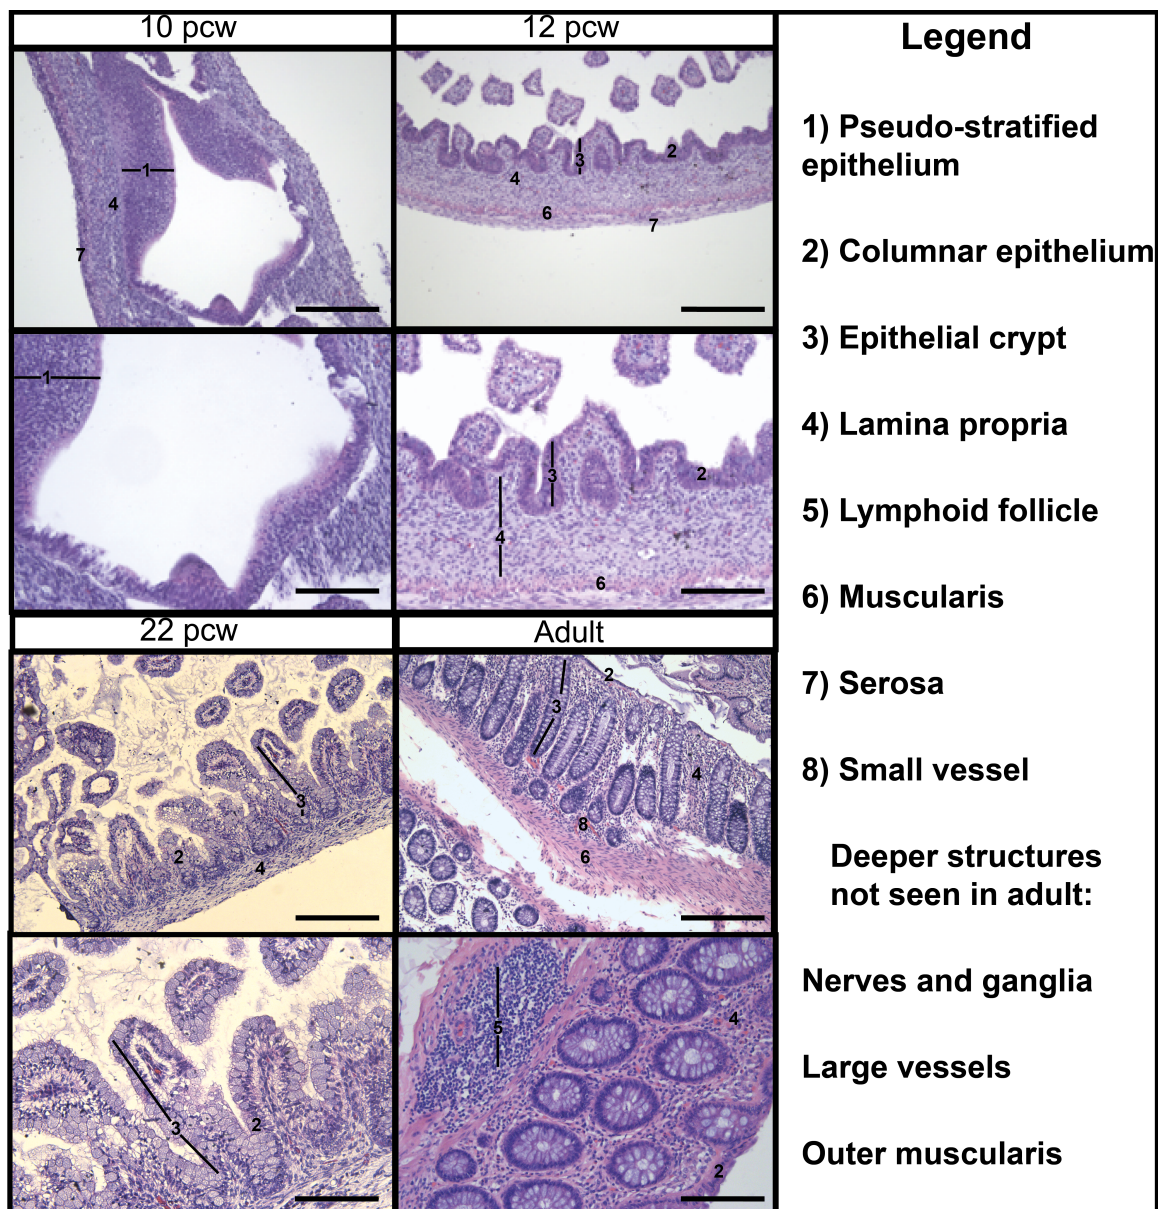 10 pcw
12 pcw
Legend
1) Pseudo-stratified
epithelium
2) Columnar epithelium
3) Epithelial crypt
4) Lamina propria
5) Lymphoid follicle
6) Muscularis
7) Serosa
8) Small vessel
Deeper structures
not seen in adult:
Nerves and ganglia
Large vessels
Outer muscularis
1
4
7
2
3
4
6
7
1
3
2
4
6
22 pcw
Adult
3
2
4
2
3
4
8
6
3
2
5
4
2